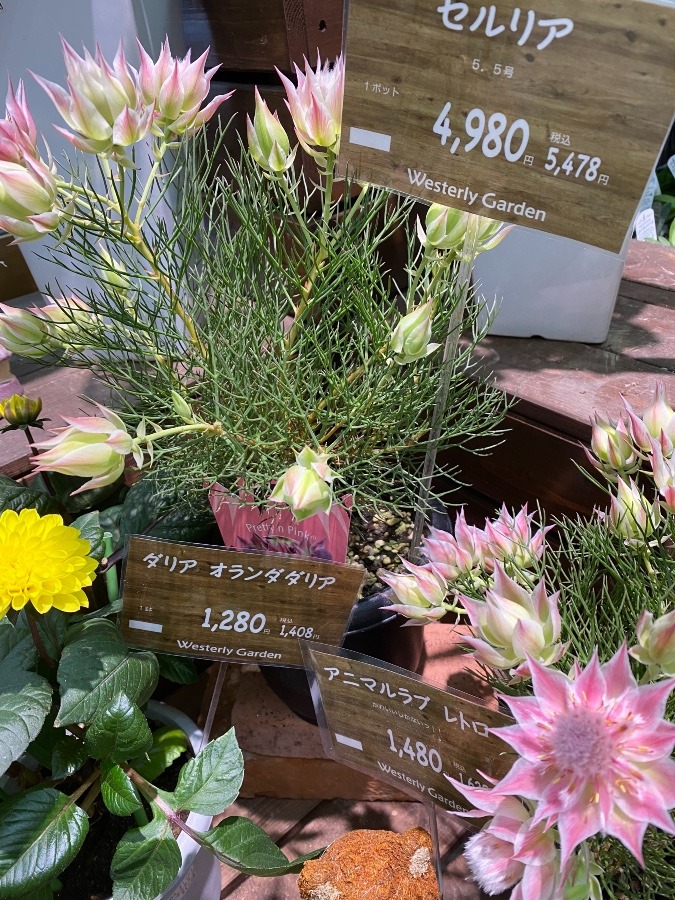 セルリア
5.5号
1ポット
4,980円 税込 5,478円
Westerly Garden
Pretty'n Pink
ダリア オランダダリア
1,280円 税込 1,408円
Westerly Garden
アニマルラブ レトロ
1,480
Westerly Garden